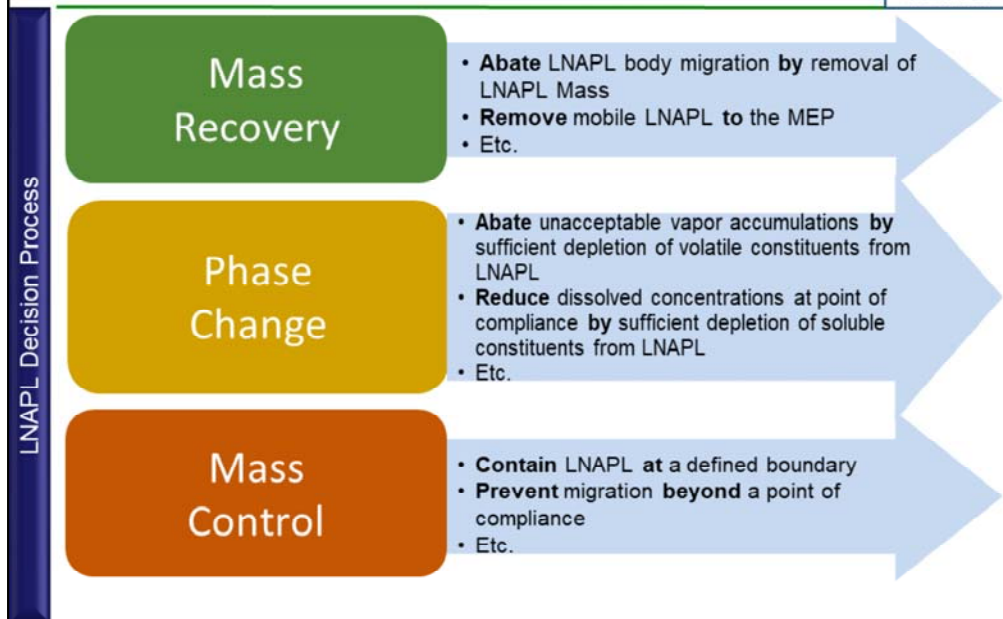 LNAPL Decision Process
Mass
Recovery
• Abate LNAPL body migration by removal of
LNAPL Mass
• Remove mobile LNAPL to the MEP
• Etc.
Phase
Change
• Abate unacceptable vapor accumulations by
sufficient depletion of volatile constituents from
LNAPL
• Reduce dissolved concentrations at point of
compliance by sufficient depletion of soluble
constituents from LNAPL
• Etc.
Mass
Control
• Contain LNAPL at a defined boundary
• Prevent migration beyond a point of
compliance
• Etc.